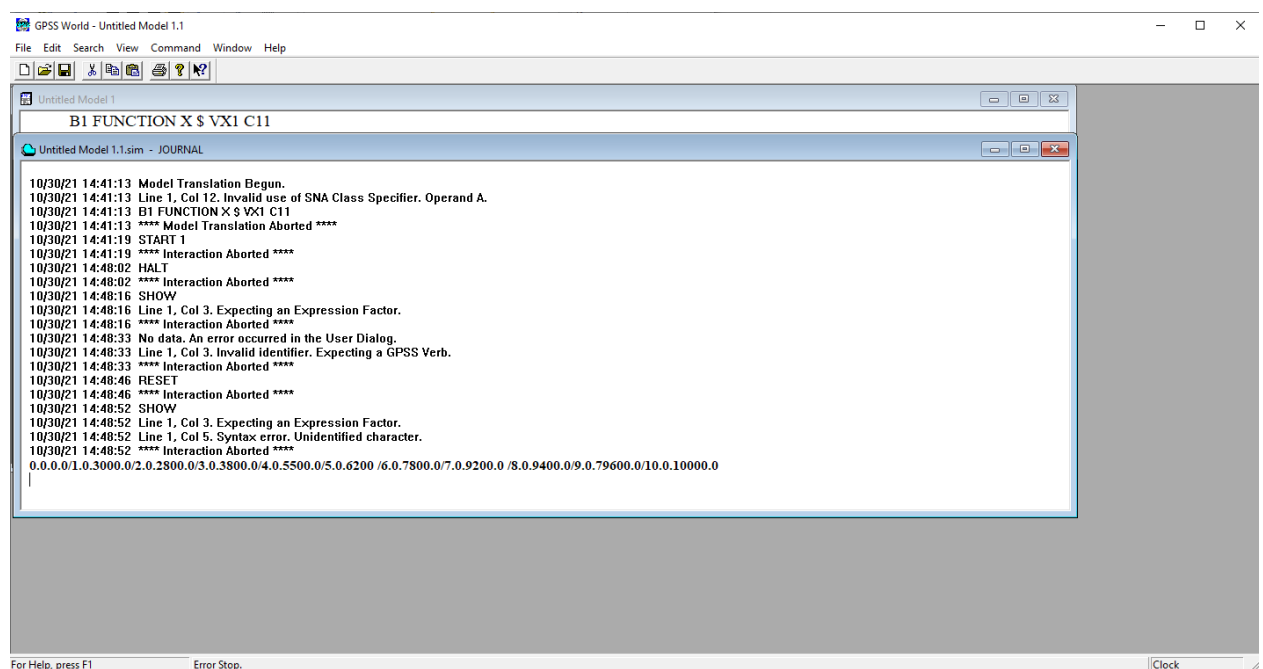 GPSS World - Untitled Model 1.1
File Edit Search View Command Window Help
Untitled Model 1
B1 FUNCTION X $ VX1 C11
Untitled Model 1.1.sim - JOURNAL
10/30/21 14:41:13 Model Translation Begun.
10/30/21 14:41:13 Line 1, Col 12. Invalid use of SNA Class Specifier. Operand A.
10/30/21 14:41:13 B1 FUNCTION X $ VX1 C11
10/30/21 14:41:13 **** Model Translation Aborted ****
10/30/21 14:41:19 START 1
10/30/21 14:41:19 **** Interaction Aborted ****
10/30/21 14:48:02 HALT
10/30/21 14:48:02 **** Interaction Aborted ****
10/30/21 14:48:16 SHOW
10/30/21 14:48:16 Line 1, Col 3. Expecting an Expression Factor.
10/30/21 14:48:16 **** Interaction Aborted ****
10/30/21 14:48:33 No data. An error occurred in the User Dialog.
10/30/21 14:48:33 Line 1, Col 3. Invalid identifier. Expecting a GPSS Verb.
10/30/21 14:48:33 **** Interaction Aborted ****
10/30/21 14:48:46 RESET
10/30/21 14:48:46 **** Interaction Aborted ****
10/30/21 14:48:52 SHOW
10/30/21 14:48:52 Line 1, Col 3. Expecting an Expression Factor.
10/30/21 14:48:52 Line 1, Col 5. Syntax error. Unidentified character.
10/30/21 14:48:52 **** Interaction Aborted ****
0.0.0.0/1.0.3000.0/2.0.2800.0/3.0.3800.0/4.0.5500.0/5.0.6200 /6.0.7800.0/7.0.9200.0 /8.0.9400.0/9.0.79600.0/10.0.10000.0
For Help, press F1 Error Stop. Clock